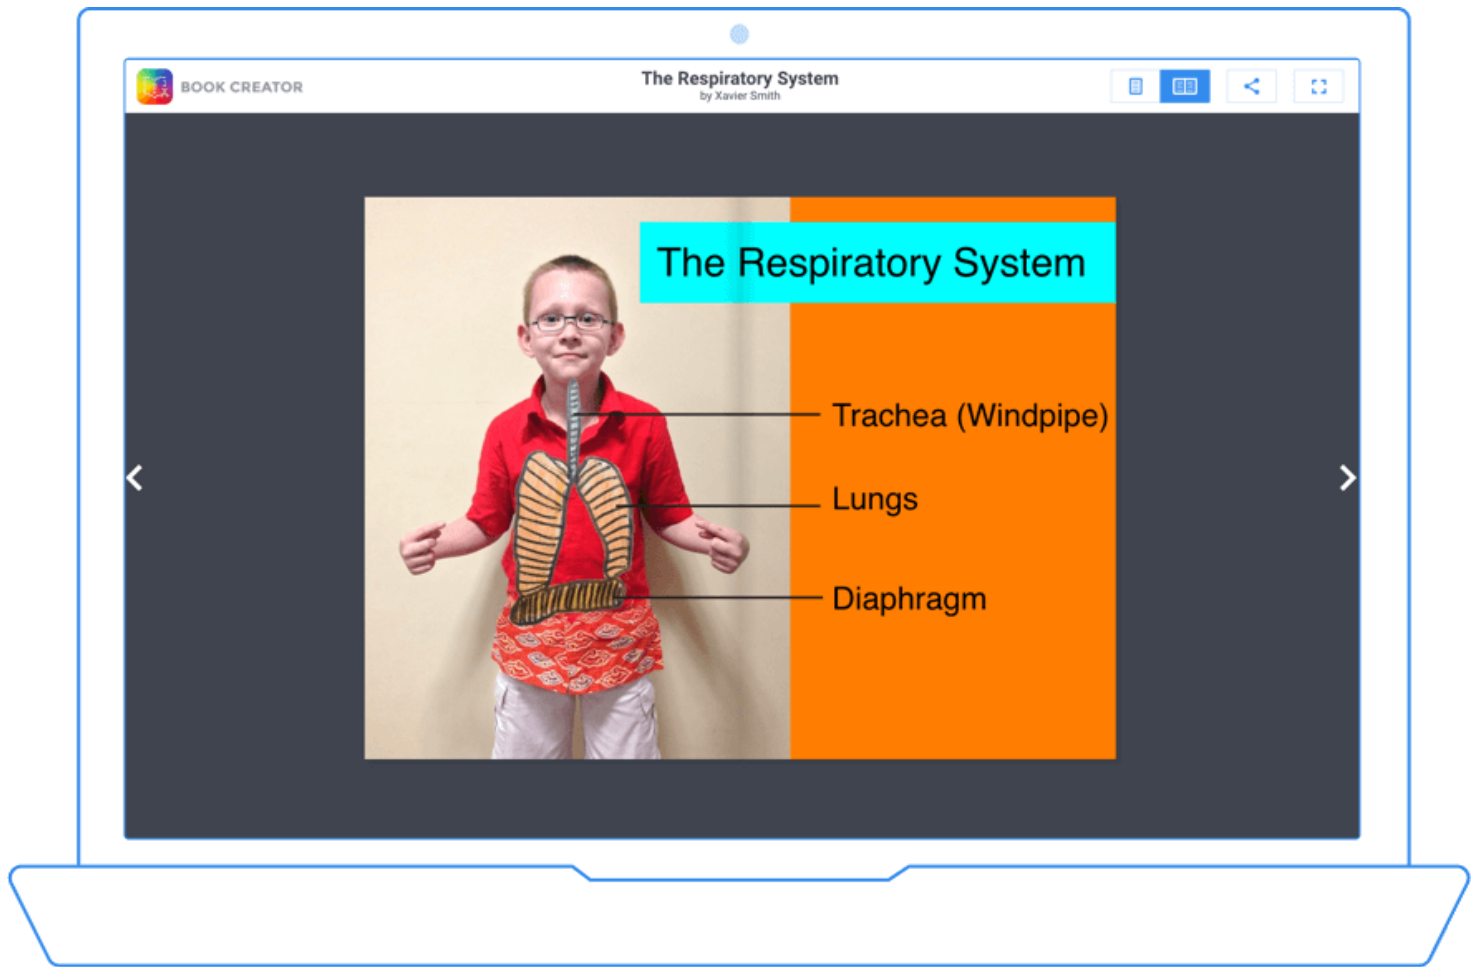 BOOK CREATOR
The Respiratory System
by Xavier Smith
The Respiratory System
Trachea (Windpipe)
Lungs
Diaphragm